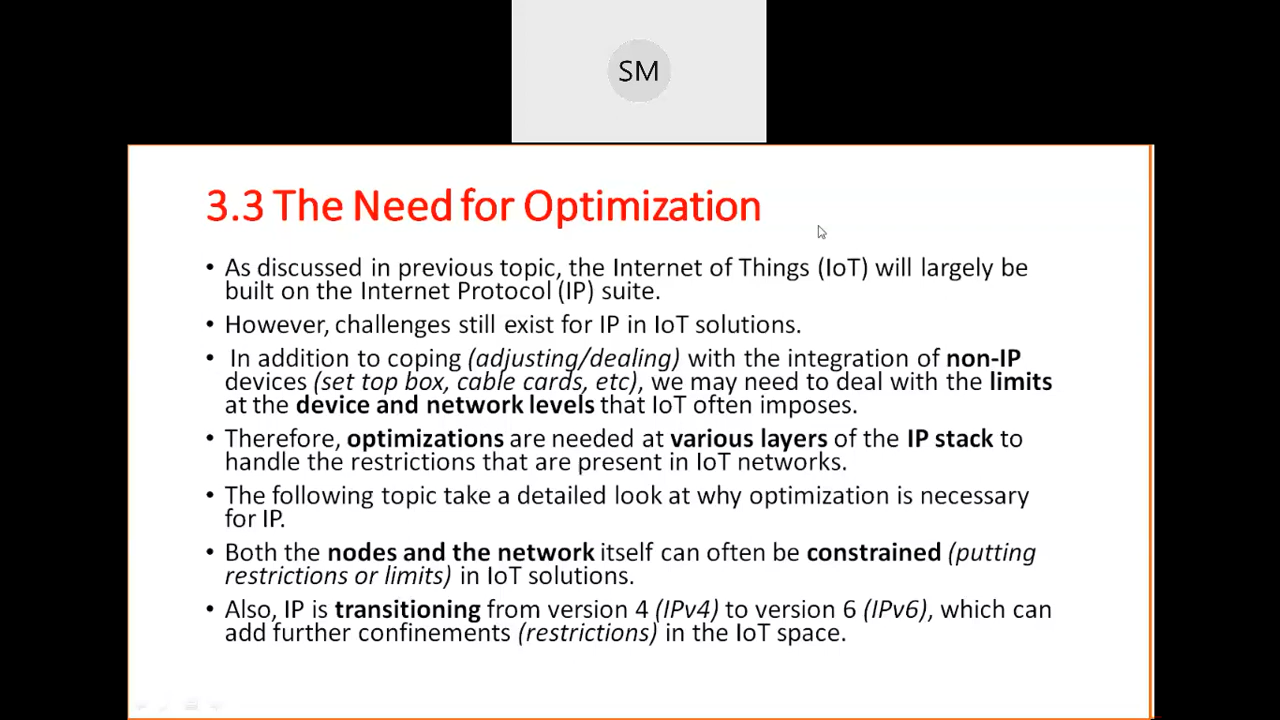 SM
3.3 The Need for Optimization
• As discussed in previous topic, the Internet of Things (IoT) will largely be
built on the Internet Protocol (IP) suite.
• However, challenges still exist for IP in IoT solutions.
• In addition to coping (adjusting/dealing) with the integration of non-IP
devices (set top box, cable cards, etc), we may need to deal with the limits
at the device and network levels that IoT often imposes.
• Therefore, optimizations are needed at various layers of the IP stack to
handle the restrictions that are present in IoT networks.
• The following topic take a detailed look at why optimization is necessary
for IP.
• Both the nodes and the network itself can often be constrained (putting
restrictions or limits) in IoT solutions.
• Also, IP is transitioning from version 4 (IPv4) to version 6 (IPv6), which can
add further confinements (restrictions) in the IoT space.